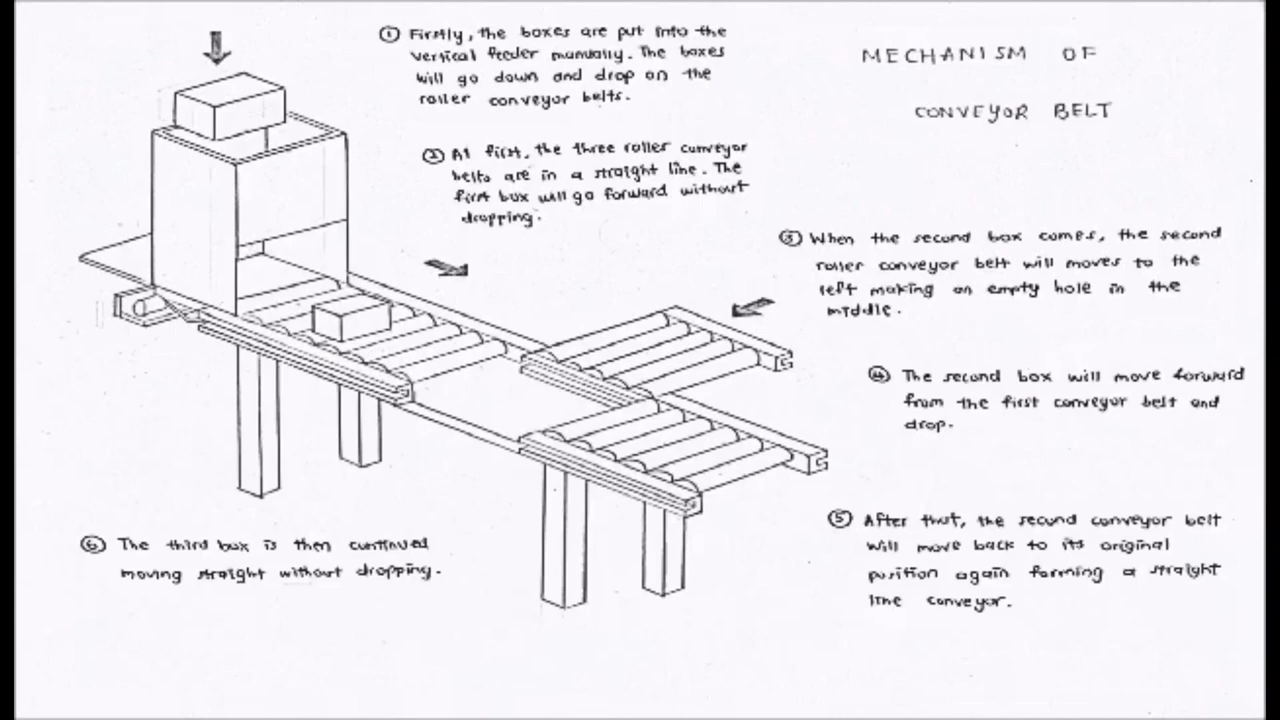 MECHANISM OF
CONVEYOR BELT
① Firstly, the boxes are put into the
vertical feeder manually. The boxes
will go down and drop on the
roller conveyor belts.
② At first, the three roller conveyor
belts are in a straight line. The
first box will go forward without
dropping.
③ When the second box comes, the second
roller conveyor belt will moves to the
left making an empty hole in the
middle.
④ The second box will move forward
from the first conveyor belt and
drop.
⑤ After that, the second conveyor belt
will move back to its original
position again forming a straight
line conveyor.
⑥ The third box is then continued
moving straight without dropping.